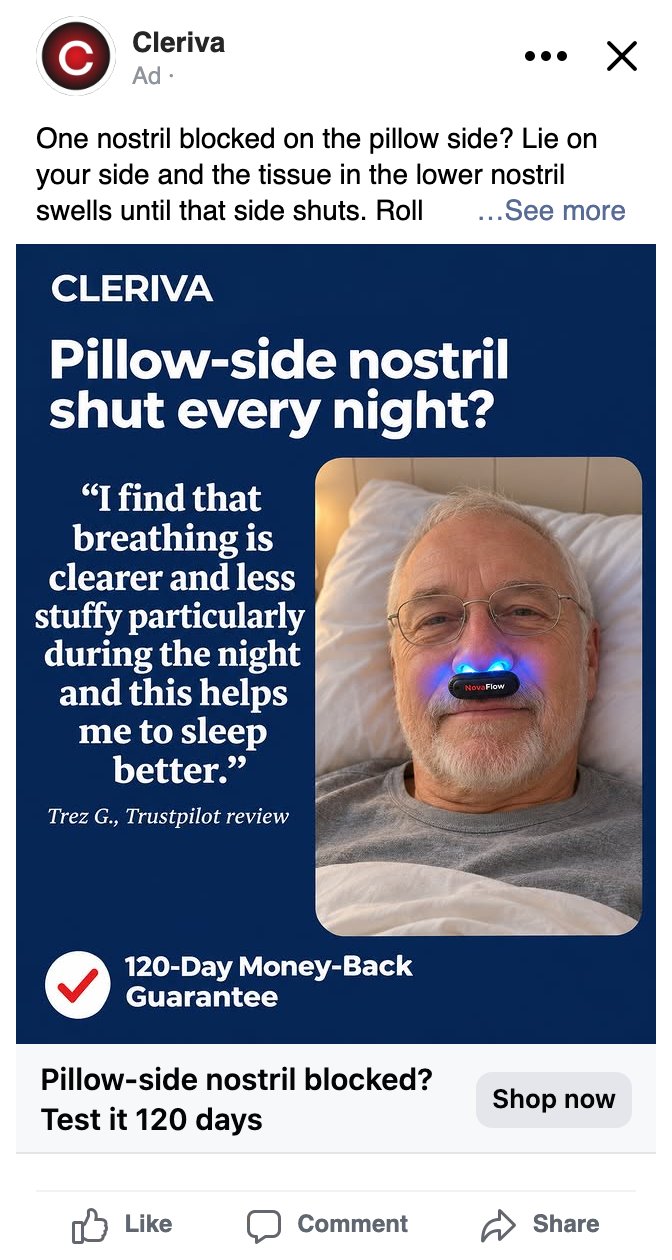 Cleriva
Ad ·
One nostril blocked on the pillow side? Lie on
your side and the tissue in the lower nostril
swells until that side shuts. Roll ...See more
CLERIVA
Pillow-side nostril
shut every night?
“I find that
breathing is
clearer and less
stuffy particularly
during the night
and this helps
me to sleep
better.”
Trez G., Trustpilot review
NovaFlow
120-Day Money-Back
Guarantee
Pillow-side nostril blocked?
Test it 120 days
Shop now
Like
Comment
Share